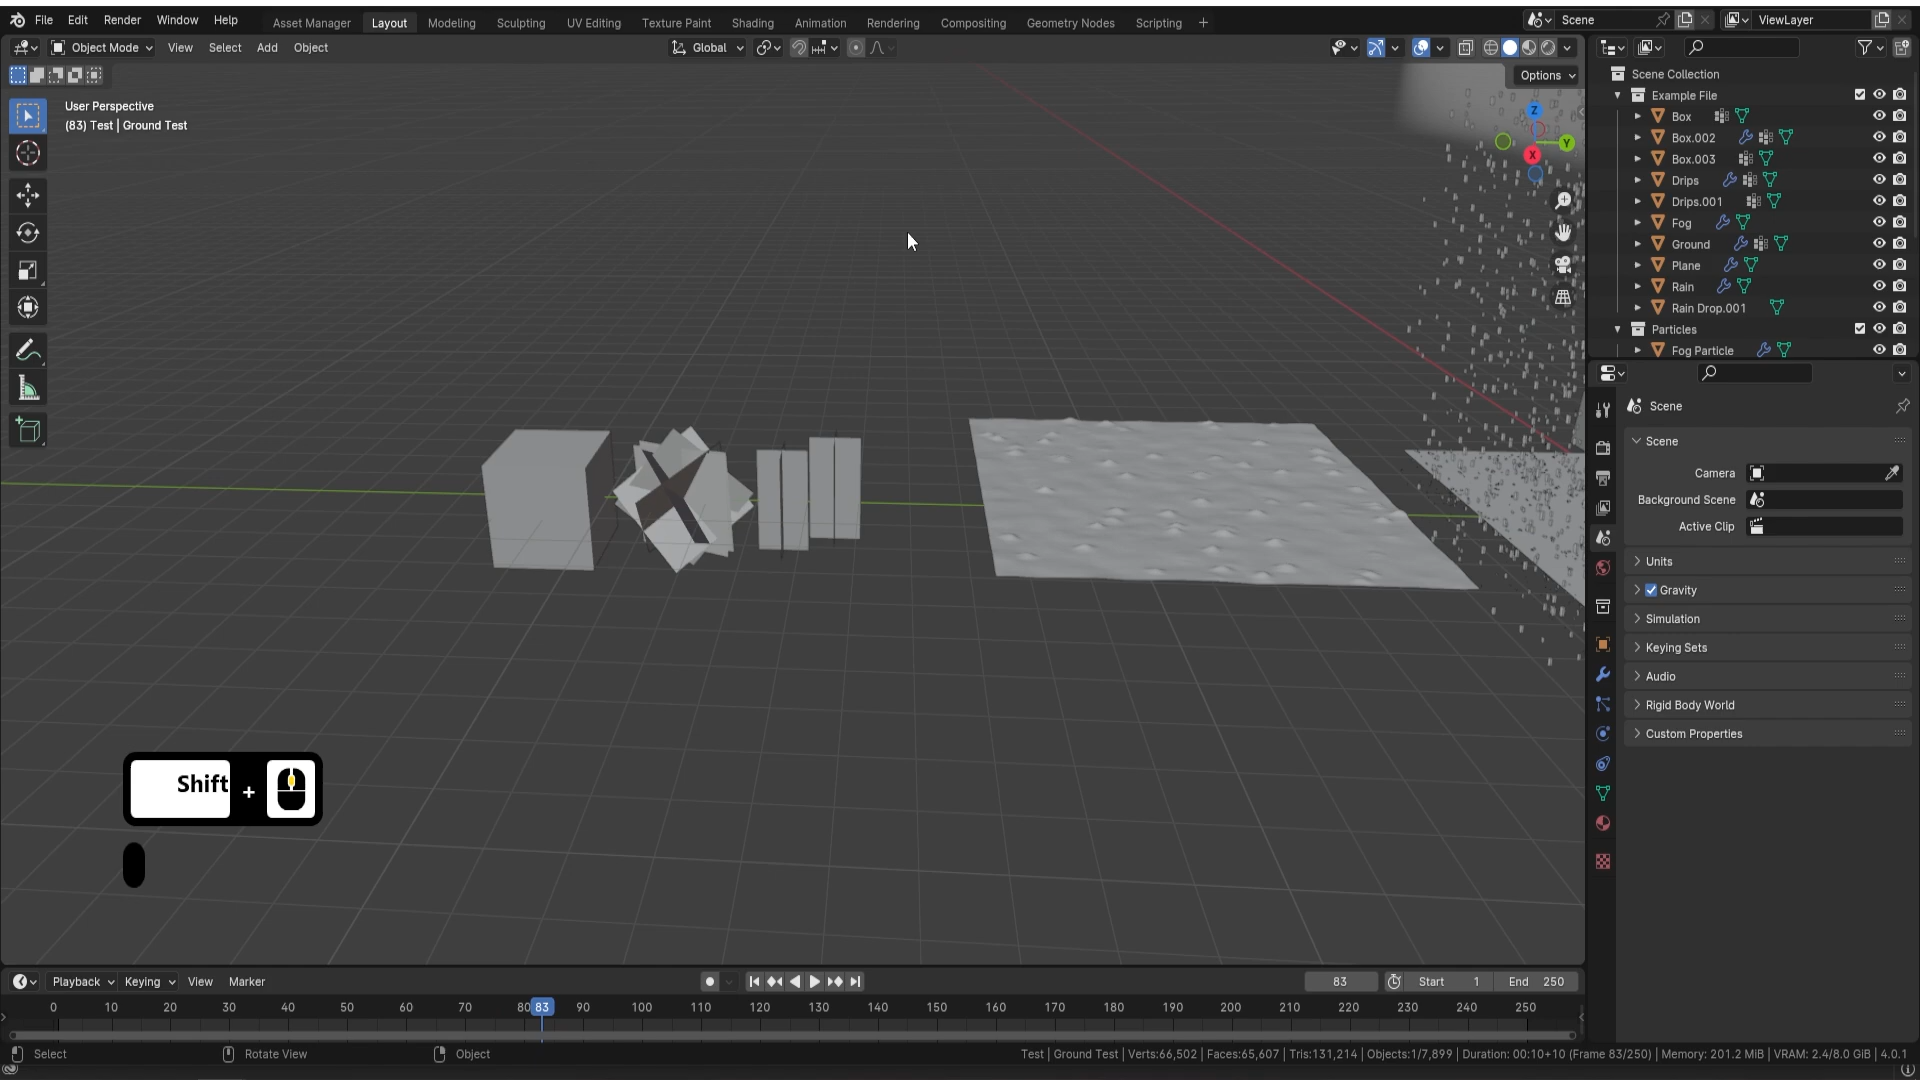 File Edit Render Window Help Asset Manager Layout Modeling Sculpting UV Editing Texture Paint Shading Animation Rendering Compositing Geometry Nodes Scripting + Scene ViewLayer
Object Mode View Select Add Object Global
Options
User Perspective
(83) Test | Ground Test
Z
Y
X
Scene Collection
Example File
Box
Box.002
Box.003
Drips
Drips.001
Fog
Ground
Plane
Rain
Rain Drop.001
Particles
Fog Particle
Scene
Scene
Camera
Background Scene
Active Clip
Units
Gravity
Simulation
Keying Sets
Audio
Rigid Body World
Custom Properties
Shift +
Playback Keying View Marker 83 Start 1 End 250
0 10 20 30 40 50 60 70 80 83 90 100 110 120 130 140 150 160 170 180 190 200 210 220 230 240 250
Select Rotate View Object Test | Ground Test | Verts:66,502 | Faces:65,607 | Tris:131,214 | Objects:1/7,899 | Duration: 00:10+10 (Frame 83/250) | Memory: 201.2 MiB | VRAM: 2.4/8.0 GiB | 4.0.1